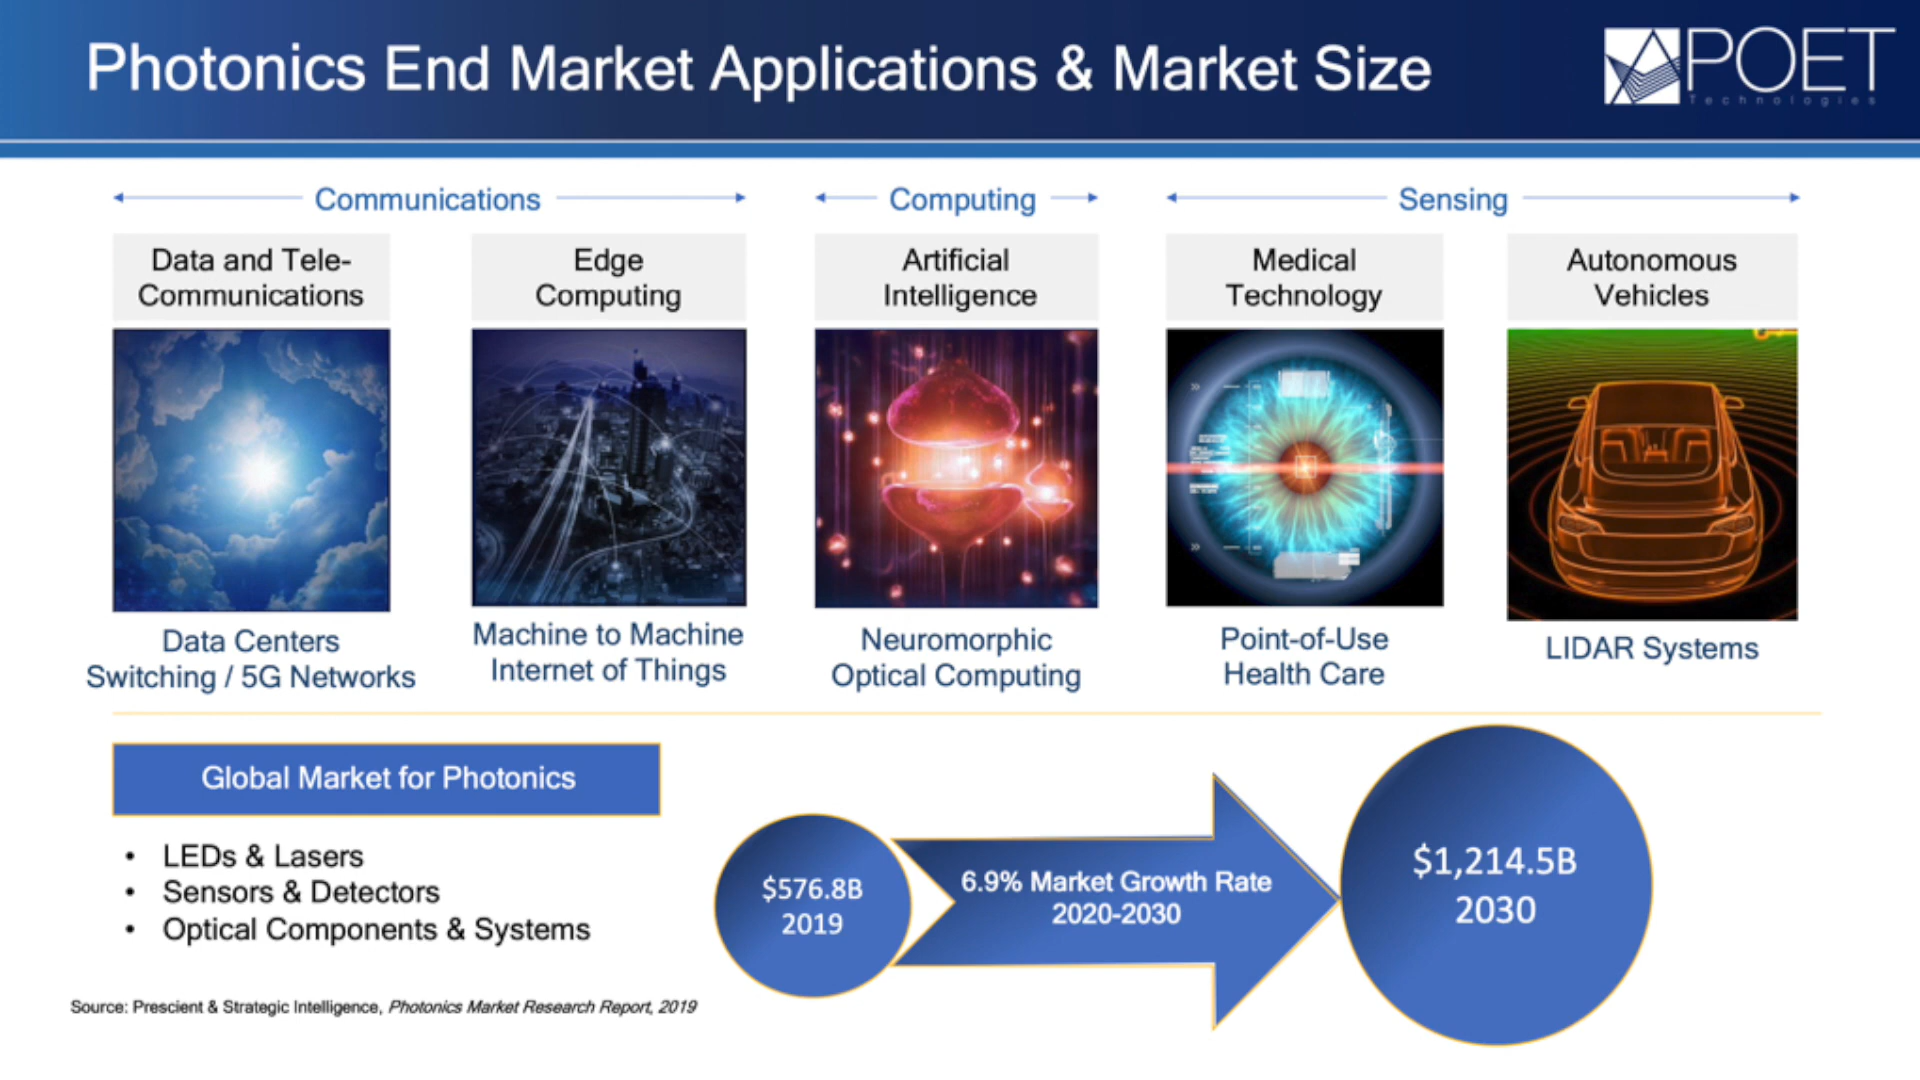 Photonics End Market Applications & Market Size
POET
Technologies
Communications
Computing
Sensing
Data and Tele-
Communications
Edge
Computing
Artificial
Intelligence
Medical
Technology
Autonomous
Vehicles
Data Centers
Switching / 5G Networks
Machine to Machine
Internet of Things
Neuromorphic
Optical Computing
Point-of-Use
Health Care
LIDAR Systems
Global Market for Photonics
• LEDs & Lasers
• Sensors & Detectors
• Optical Components & Systems
$576.8B
2019
6.9% Market Growth Rate
2020-2030
$1,214.5B
2030
Source: Prescient & Strategic Intelligence, Photonics Market Research Report, 2019